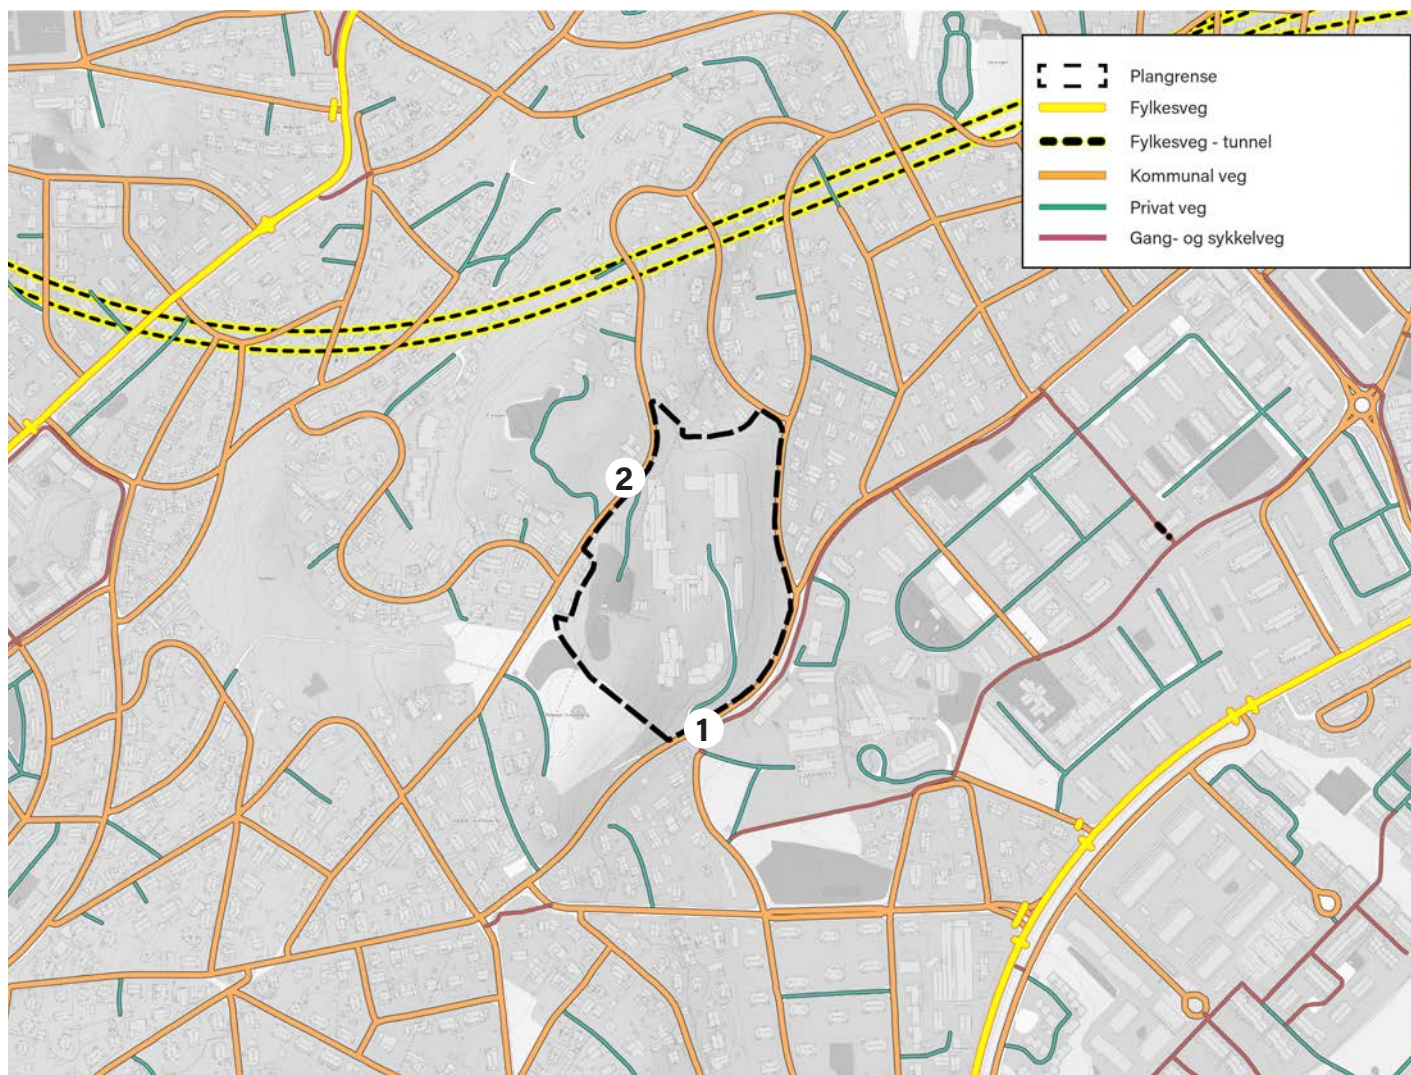 Plangrense
Fylkesveg
Fylkesveg - tunnel
Kommunal veg
Privat veg
Gang- og sykkelveg
2
1